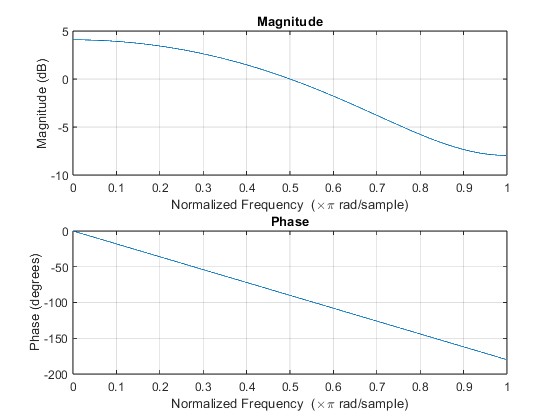 Magnitude
5
0
-5
-10
Magnitude (dB)
0 0.1 0.2 0.3 0.4 0.5 0.6 0.7 0.8 0.9 1
Normalized Frequency (×π rad/sample)
Phase
0
-50
-100
-150
-200
Phase (degrees)
0 0.1 0.2 0.3 0.4 0.5 0.6 0.7 0.8 0.9 1
Normalized Frequency (×π rad/sample)